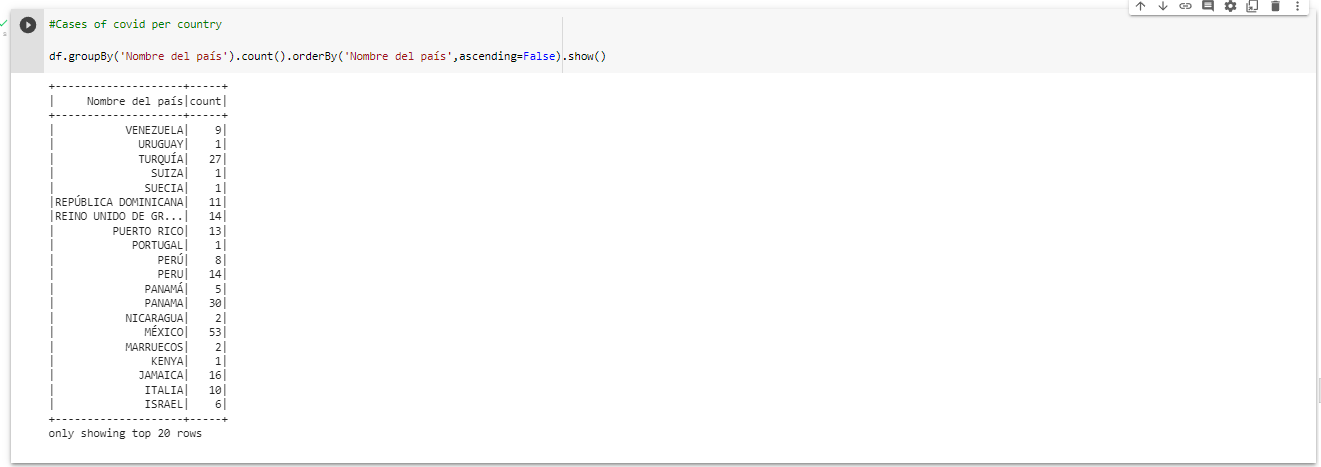 #Cases of covid per country
df.groupBy('Nombre del país').count().orderBy('Nombre del país',ascending=False).show()
+--------------------+-----+
|     Nombre del país|count|
+--------------------+-----+
|           VENEZUELA|    9|
|             URUGUAY|    1|
|             TURQUÍA|   27|
|               SUIZA|    1|
|              SUECIA|    1|
|REPÚBLICA DOMINICANA|   11|
|REINO UNIDO DE GR...|   14|
|         PUERTO RICO|   13|
|            PORTUGAL|    1|
|                PERÚ|    8|
|                PERU|   14|
|              PANAMÁ|    5|
|              PANAMA|   30|
|           NICARAGUA|    2|
|              MÉXICO|   53|
|           MARRUECOS|    2|
|               KENYA|    1|
|             JAMAICA|   16|
|              ITALIA|   10|
|              ISRAEL|    6|
+--------------------+-----+
only showing top 20 rows